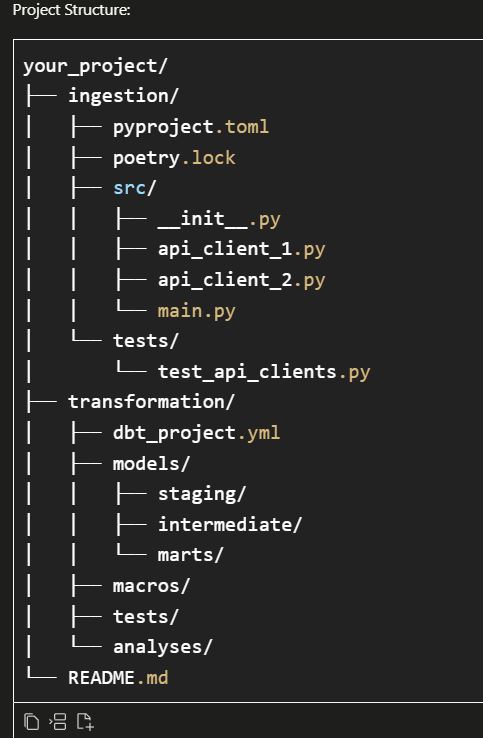 Project Structure:
your_project/
├── ingestion/
│   ├── pyproject.toml
│   ├── poetry.lock
│   ├── src/
│   │   ├── __init__.py
│   │   ├── api_client_1.py
│   │   ├── api_client_2.py
│   │   └── main.py
│   └── tests/
│       └── test_api_clients.py
├── transformation/
│   ├── dbt_project.yml
│   ├── models/
│   │   ├── staging/
│   │   ├── intermediate/
│   │   └── marts/
│   ├── macros/
│   ├── tests/
│   └── analyses/
└── README.md